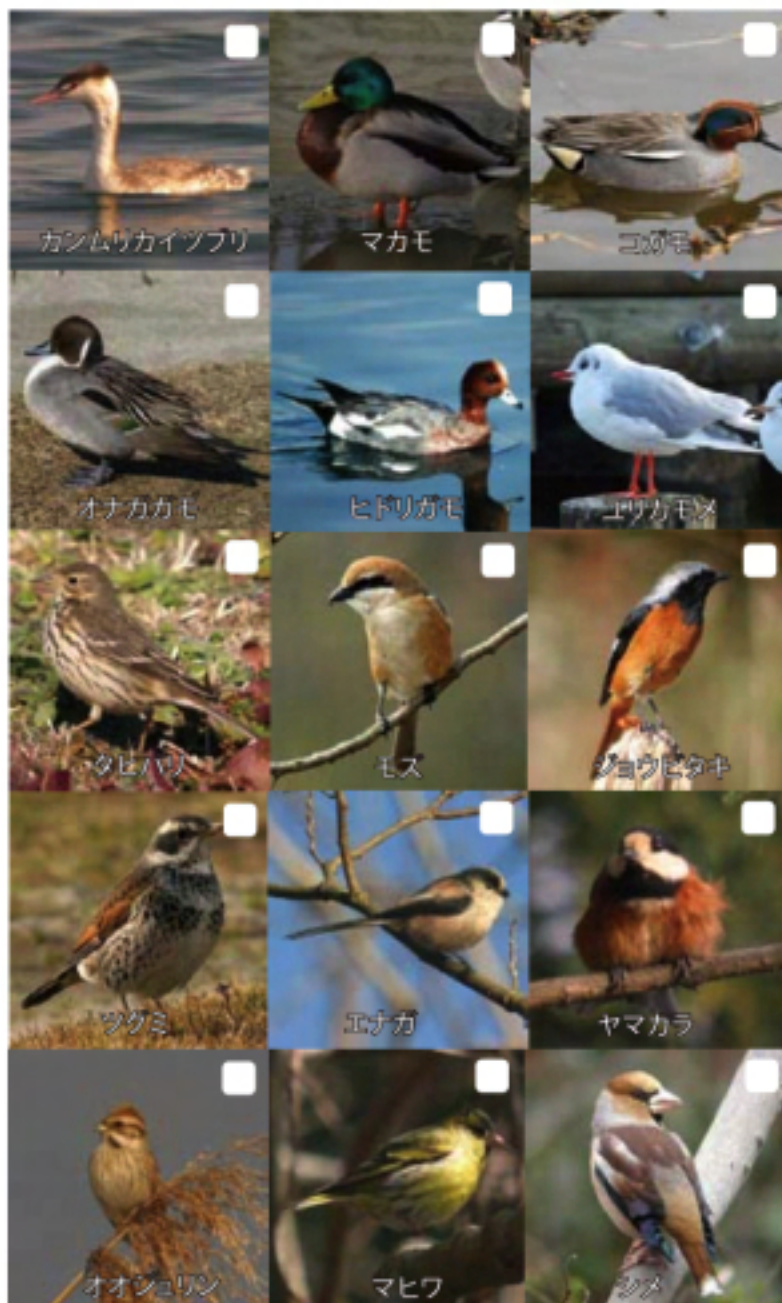 カンムリカイツブリ
マガモ
コガモ
オナガガモ
ヒドリガモ
ユリカモメ
タヒバリ
モズ
ジョウビタキ
ツグミ
エナガ
ヤマガラ
オオジュリン
マヒワ
シメ